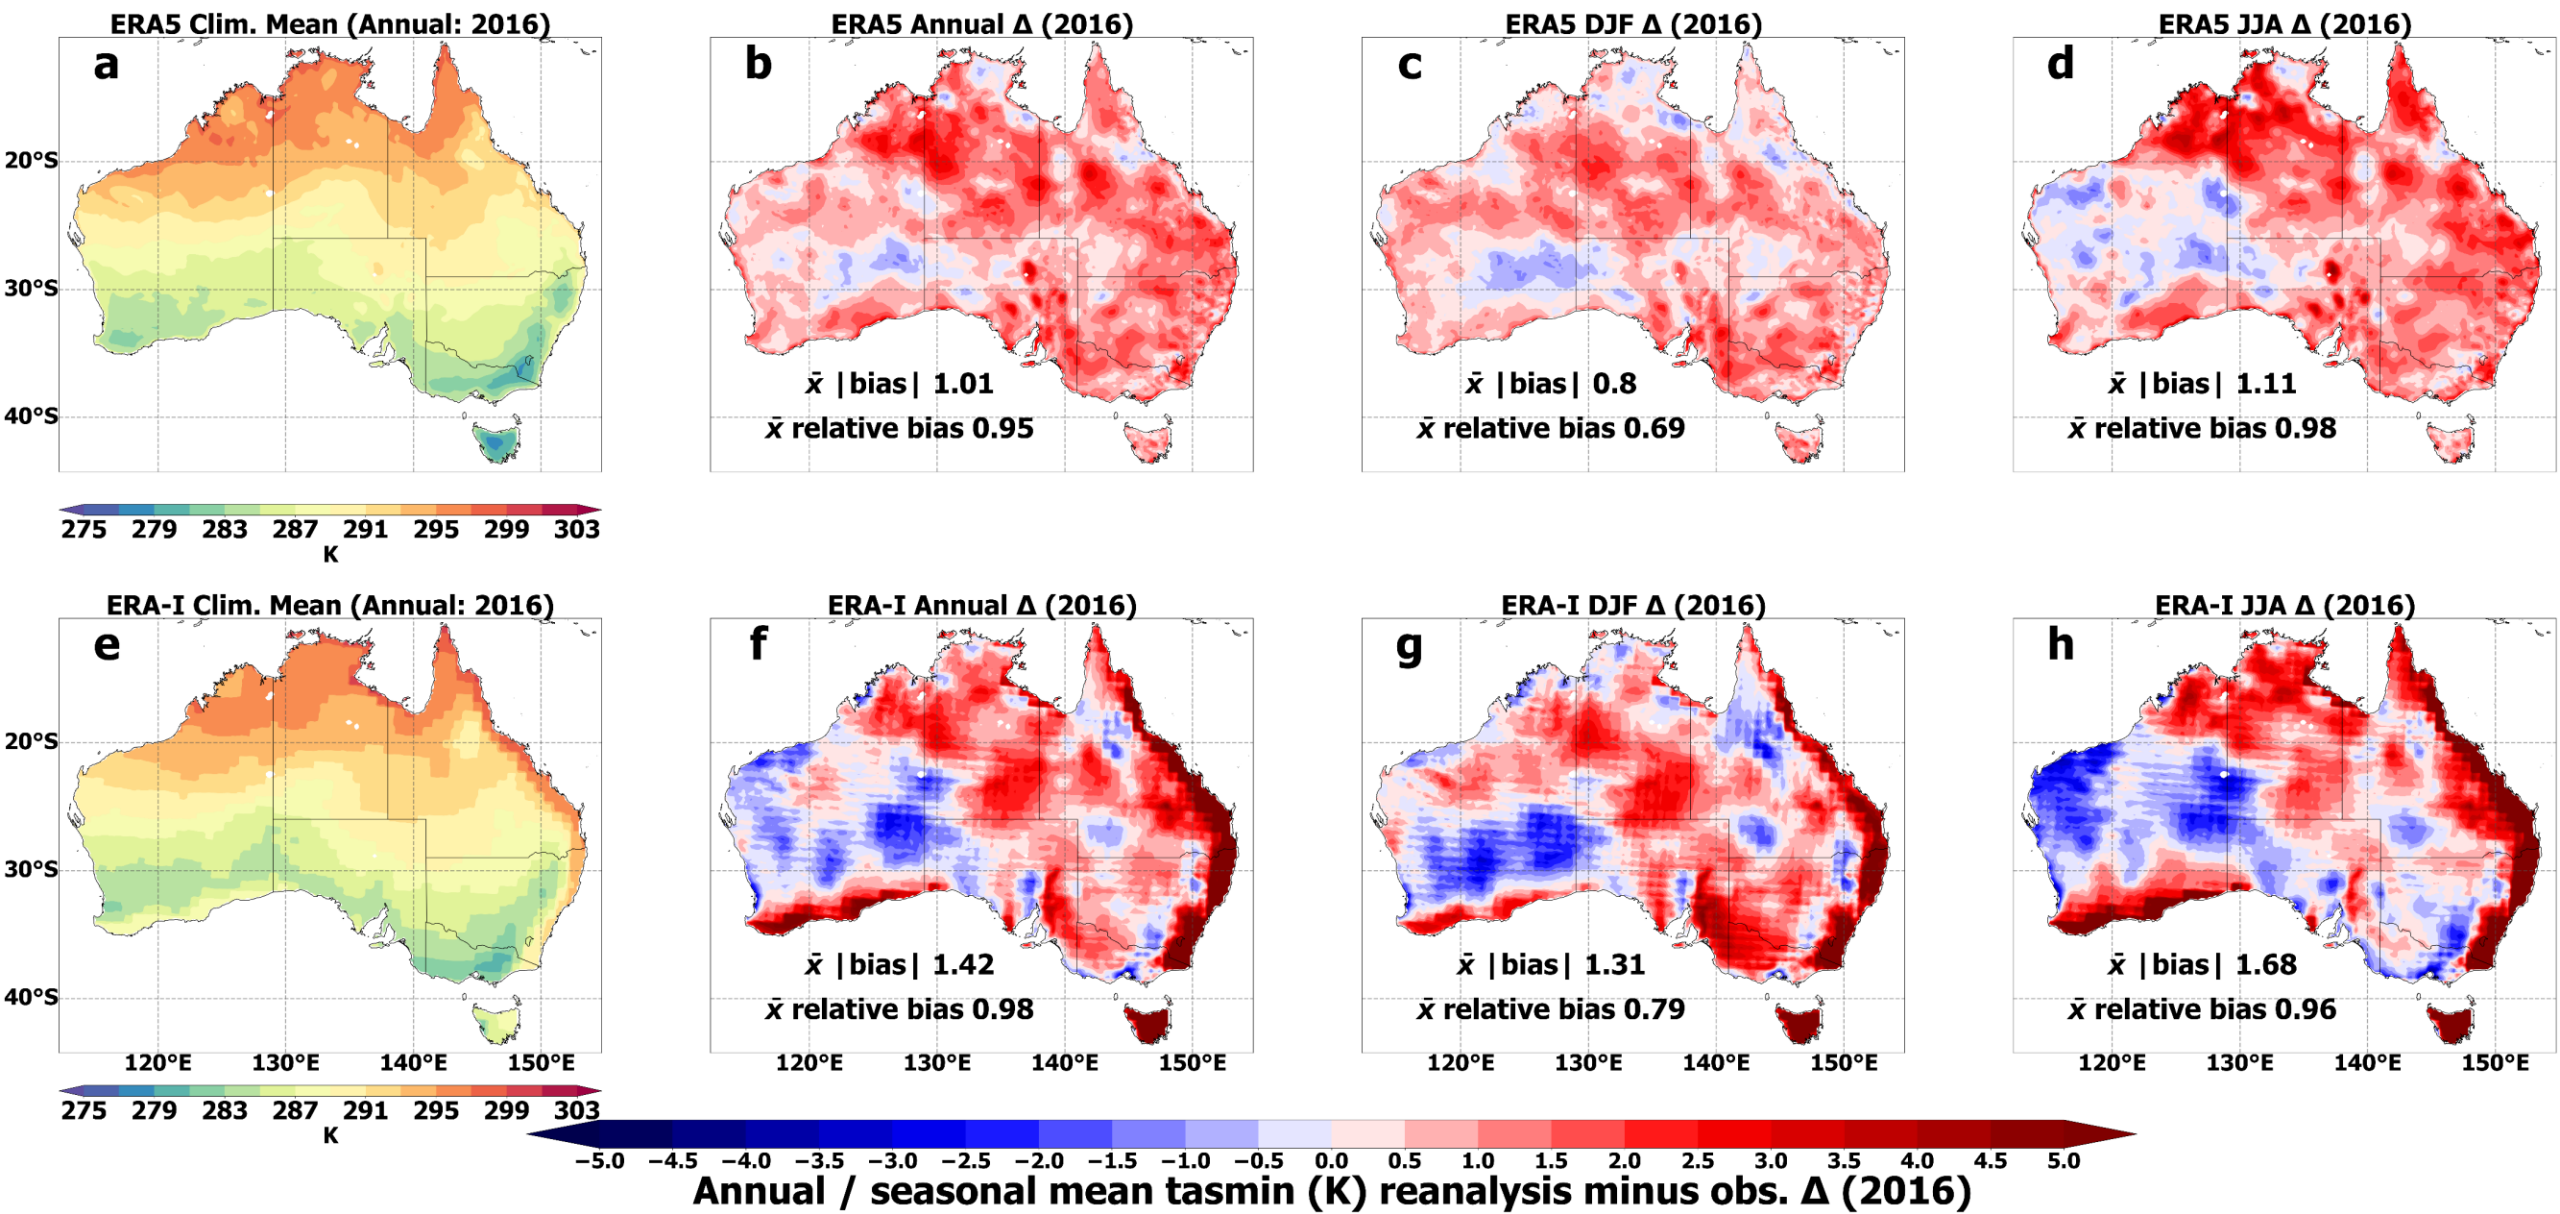 ERA5 Clim. Mean (Annual: 2016)
ERA5 Annual Δ (2016)
ERA5 DJF Δ (2016)
ERA5 JJA Δ (2016)
a
b
c
d
20°S
30°S
40°S
x̄ |bias| 1.01
x̄ relative bias 0.95
x̄ |bias| 0.8
x̄ relative bias 0.69
x̄ |bias| 1.11
x̄ relative bias 0.98
275 279 283 287 291 295 299 303
K
ERA-I Clim. Mean (Annual: 2016)
ERA-I Annual Δ (2016)
ERA-I DJF Δ (2016)
ERA-I JJA Δ (2016)
e
f
g
h
20°S
30°S
40°S
x̄ |bias| 1.42
x̄ relative bias 0.98
x̄ |bias| 1.31
x̄ relative bias 0.79
x̄ |bias| 1.68
x̄ relative bias 0.96
120°E 130°E 140°E 150°E
120°E 130°E 140°E 150°E
120°E 130°E 140°E 150°E
120°E 130°E 140°E 150°E
275 279 283 287 291 295 299 303
K
−5.0 −4.5 −4.0 −3.5 −3.0 −2.5 −2.0 −1.5 −1.0 −0.5 0.0 0.5 1.0 1.5 2.0 2.5 3.0 3.5 4.0 4.5 5.0
Annual / seasonal mean tasmin (K) reanalysis minus obs. Δ (2016)